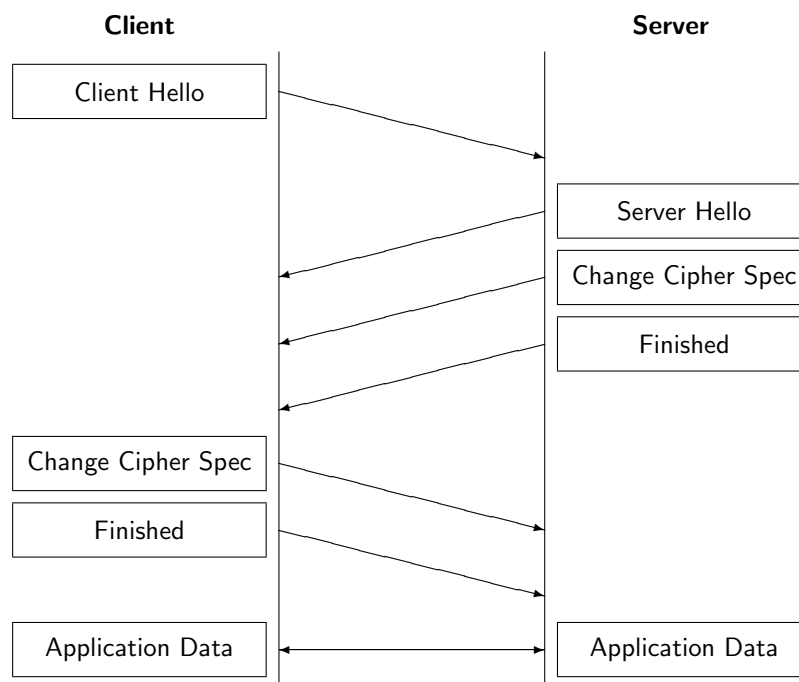 Client
Server
Client Hello
Server Hello
Change Cipher Spec
Finished
Change Cipher Spec
Finished
Application Data
Application Data